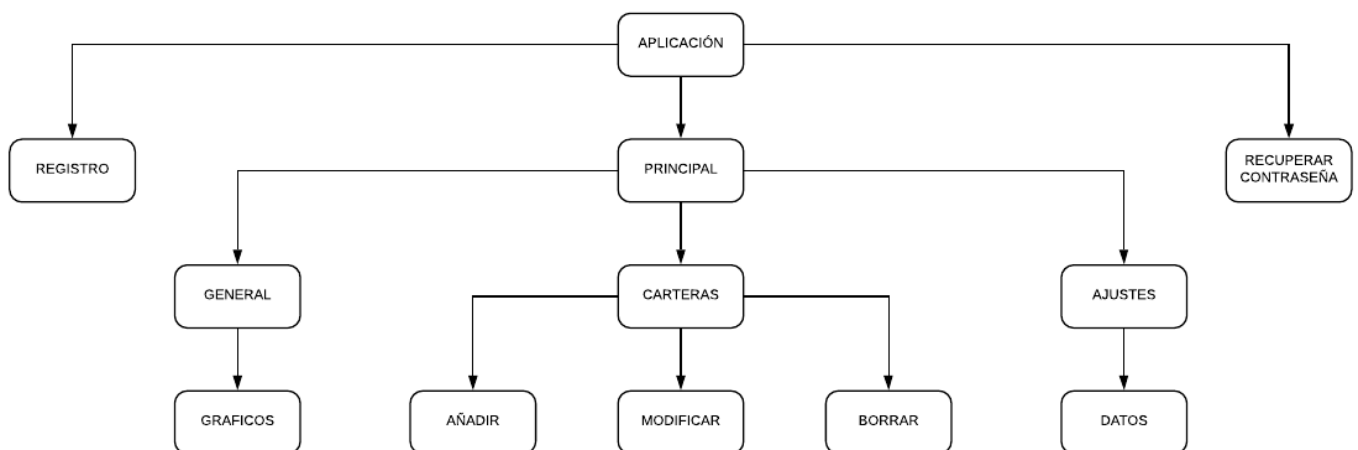 APLICACIÓN
REGISTRO
PRINCIPAL
RECUPERAR
CONTRASEÑA
GENERAL
CARTERAS
AJUSTES
GRAFICOS
AÑADIR
MODIFICAR
BORRAR
DATOS